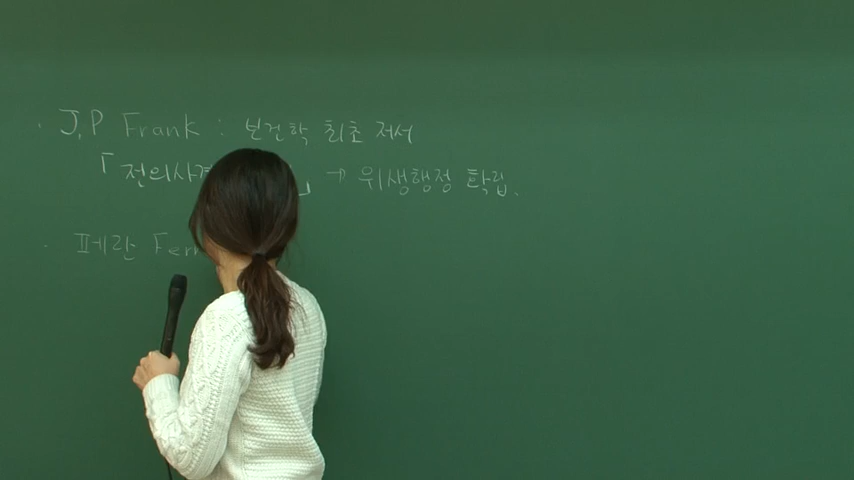 · J.P Frank : 보건학 최초 저서
「전의사 」 → 위생행정 확립.
· 페란